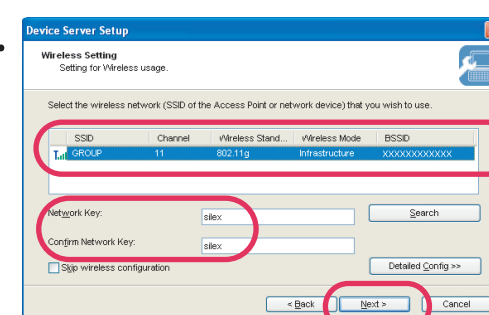 Device Server Setup
Wireless Setting
Setting for Wireless usage.
Select the wireless network (SSID of the Access Point or network device) that you wish to use.
SSID Channel Wireless Stand... Wireless Mode BSSID
GROUP 11 802.11g Infrastructure XXXXXXXXXXXX
Network Key: silex Search
Confirm Network Key: silex
Skip wireless configuration Detailed Config >>
< Back Next > Cancel